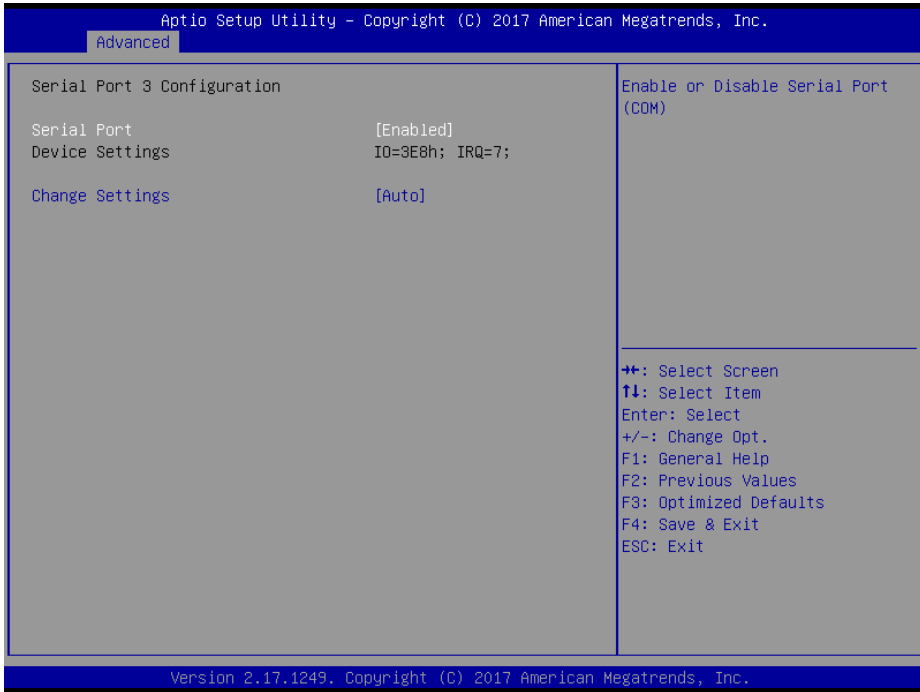 Aptio Setup Utility – Copyright (C) 2017 American Megatrends, Inc.
Advanced
Serial Port 3 Configuration
Serial Port [Enabled]
Device Settings IO=3E8h; IRQ=7;
Change Settings [Auto]
Enable or Disable Serial Port
(COM)
→←: Select Screen
↑↓: Select Item
Enter: Select
+/-: Change Opt.
F1: General Help
F2: Previous Values
F3: Optimized Defaults
F4: Save & Exit
ESC: Exit
Version 2.17.1249. Copyright (C) 2017 American Megatrends, Inc.